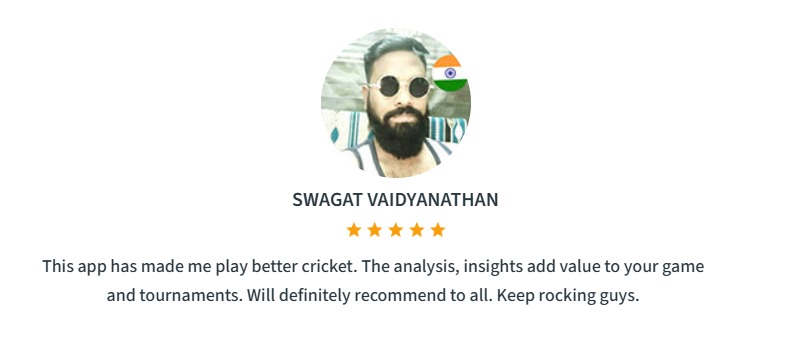 SWAGAT VAIDYANATHAN
This app has made me play better cricket. The analysis, insights add value to your game
and tournaments. Will definitely recommend to all. Keep rocking guys.